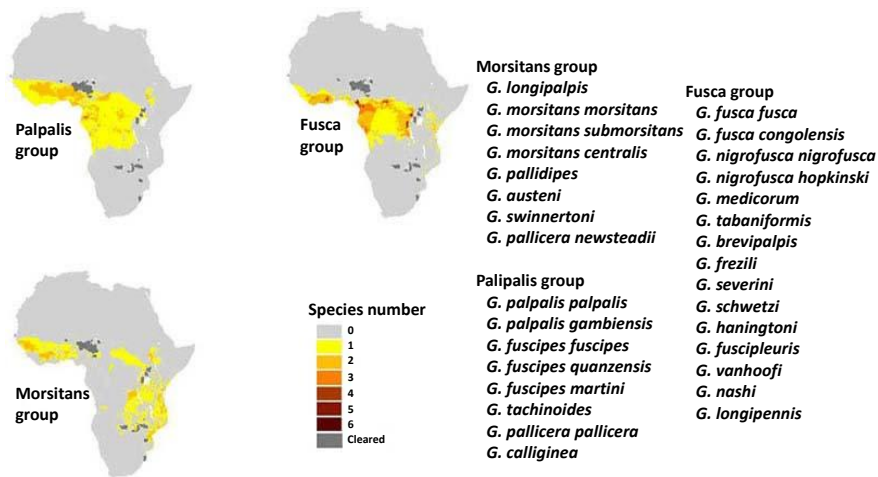 Palpalis
group
Fusca
group
Morsitans
group
Species number
0
1
2
3
4
5
6
Cleared
Morsitans group
G. longipalpis
G. morsitans morsitans
G. morsitans submorsitans
G. morsitans centralis
G. pallidipes
G. austeni
G. swinnertoni
G. pallicera newsteadii
Palipalis group
G. palpalis palpalis
G. palpalis gambiensis
G. fuscipes fuscipes
G. fuscipes quanzensis
G. fuscipes martini
G. tachinoides
G. pallicera pallicera
G. calliginea
Fusca group
G. fusca fusca
G. fusca congolensis
G. nigrofusca nigrofusca
G. nigrofusca hopkinski
G. medicorum
G. tabaniformis
G. brevipalpis
G. frezili
G. severini
G. schwetzi
G. haningtoni
G. fuscipleuris
G. vanhoofi
G. nashi
G. longipennis